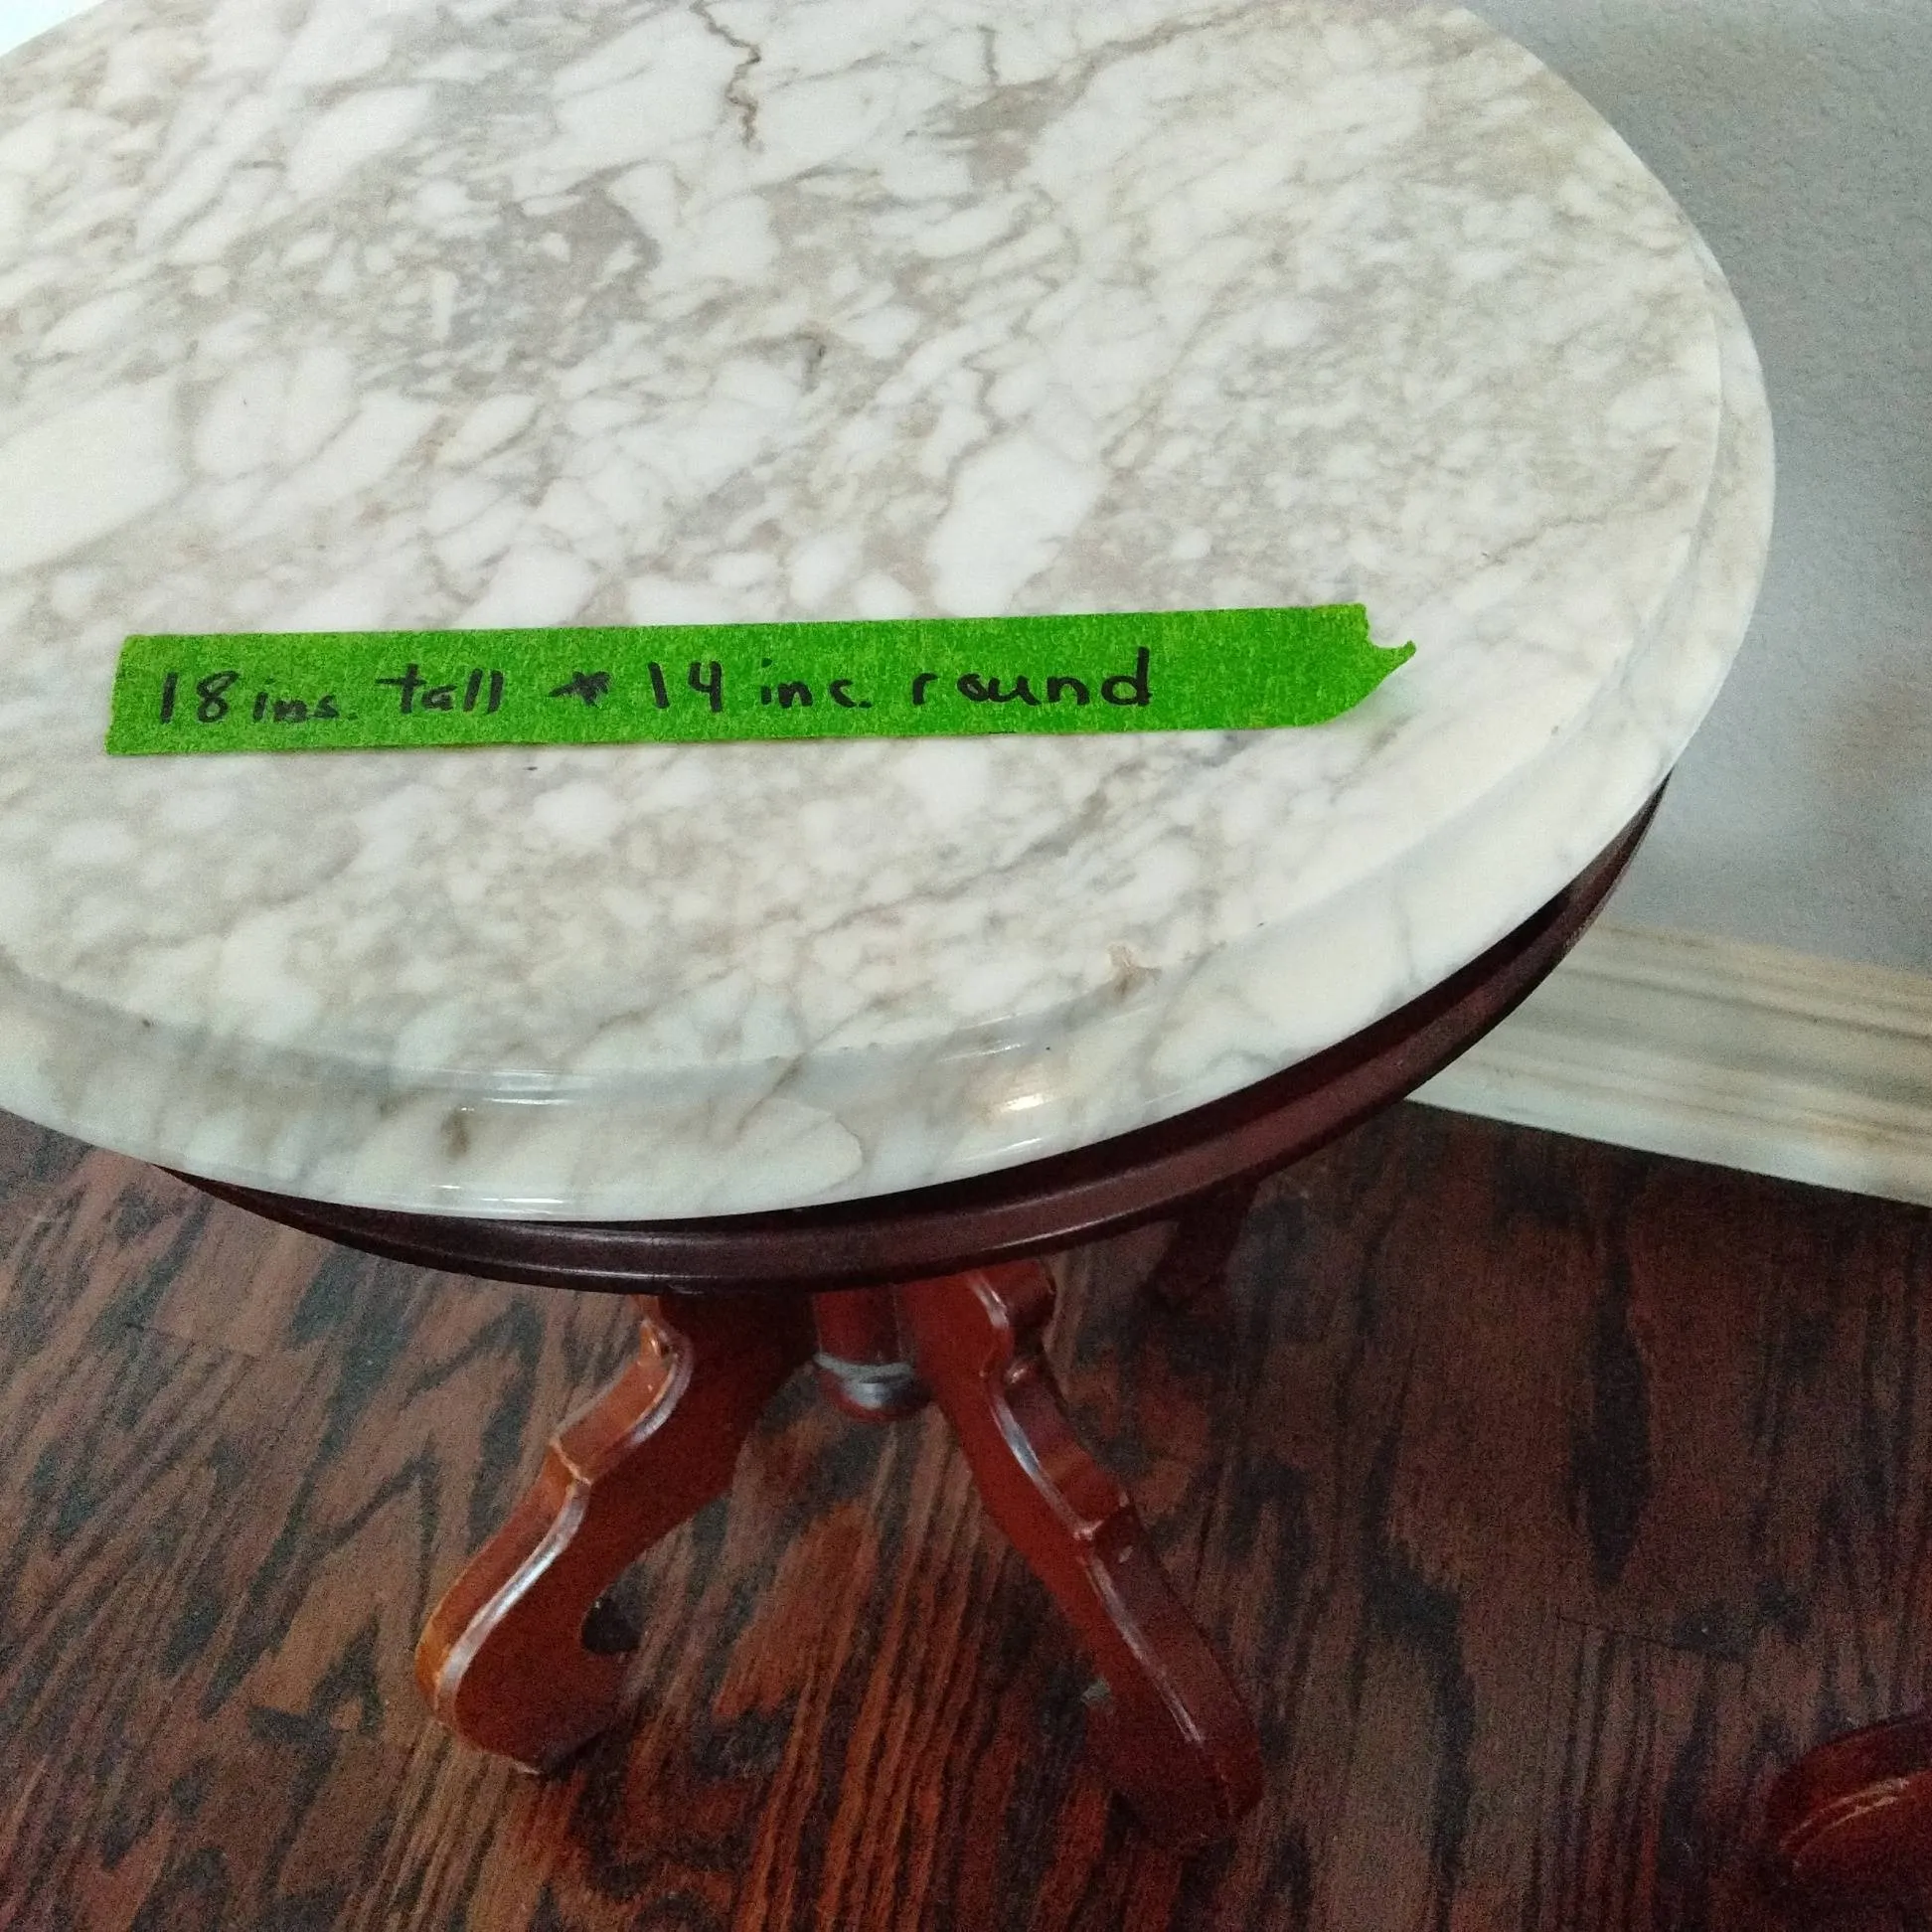 18 ins. tall * 14 inc. round